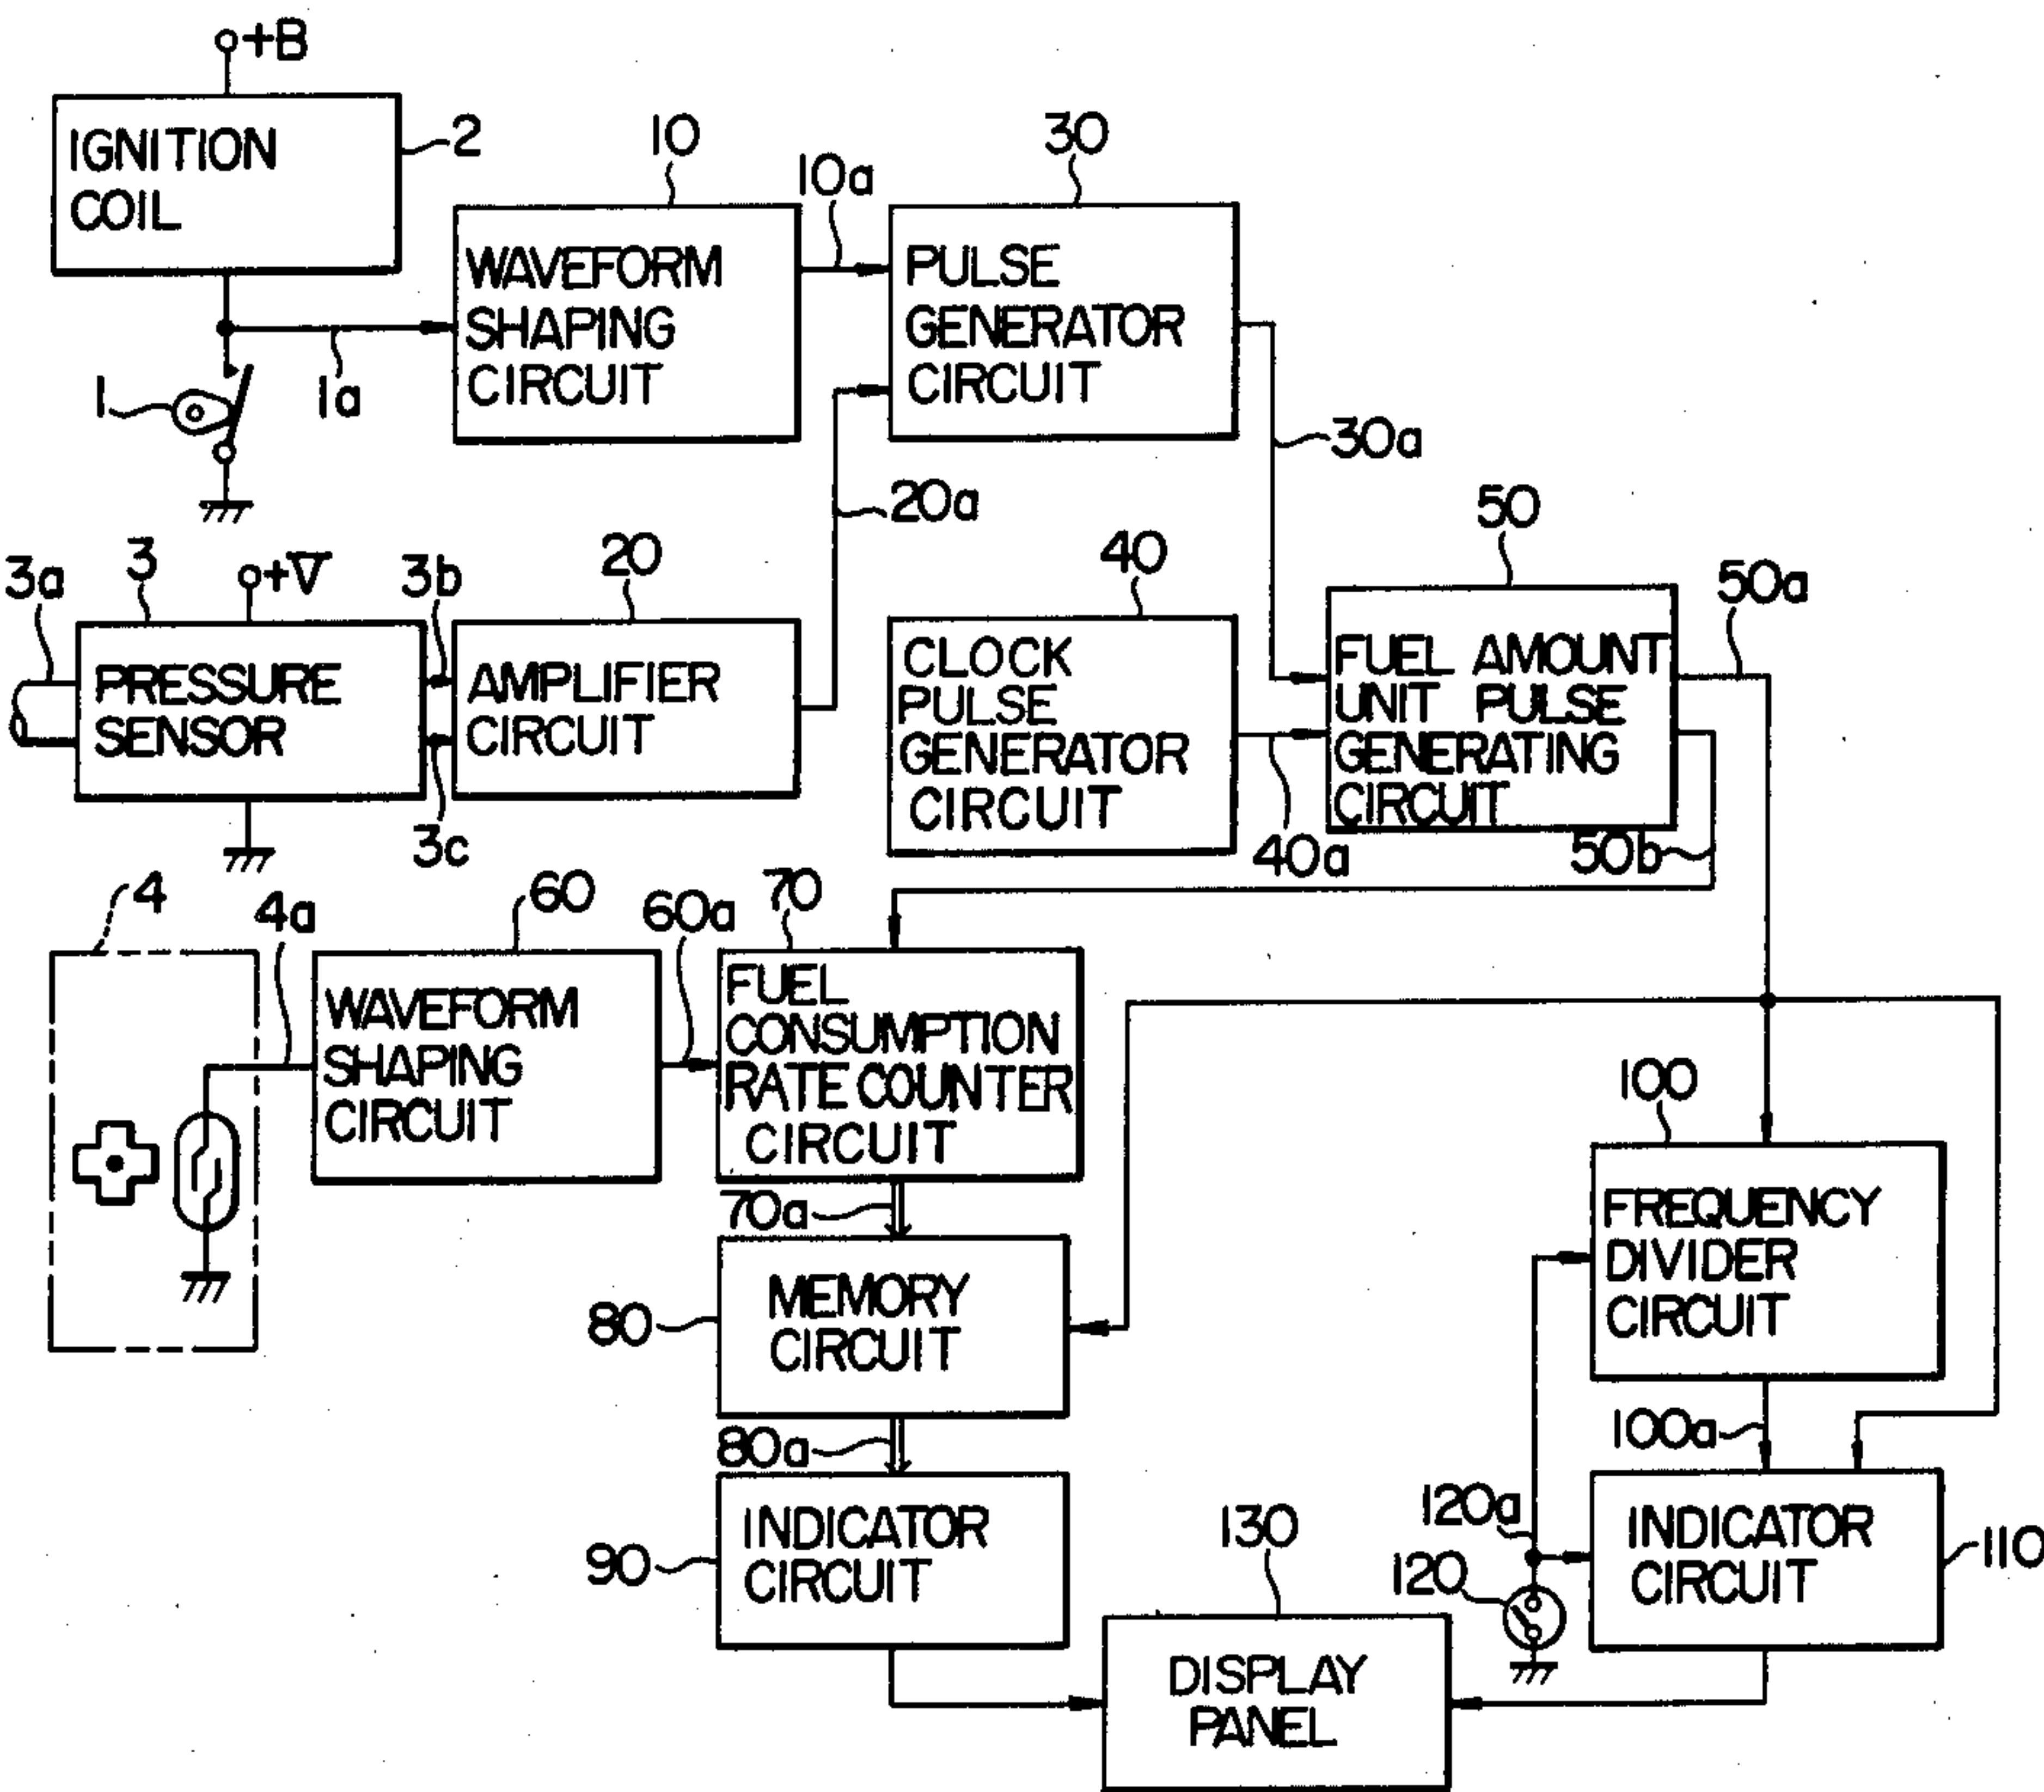 +B
IGNITION
COIL
2
10
10a
30
WAVEFORM
SHAPING
CIRCUIT
PULSE
GENERATOR
CIRCUIT
1
1a
30a
20a
3a
3
+V
3b
20
40
50
50a
PRESSURE
SENSOR
AMPLIFIER
CIRCUIT
CLOCK
PULSE
GENERATOR
CIRCUIT
FUEL AMOUNT
UNIT PULSE
GENERATING
CIRCUIT
3c
40a
50b
4
4a
60
60a
70
WAVEFORM
SHAPING
CIRCUIT
FUEL
CONSUMPTION
RATE COUNTER
CIRCUIT
100
70a
FREQUENCY
DIVIDER
CIRCUIT
80
MEMORY
CIRCUIT
80a
100a
90
INDICATOR
CIRCUIT
130
120a
120
INDICATOR
CIRCUIT
110
DISPLAY
PANEL